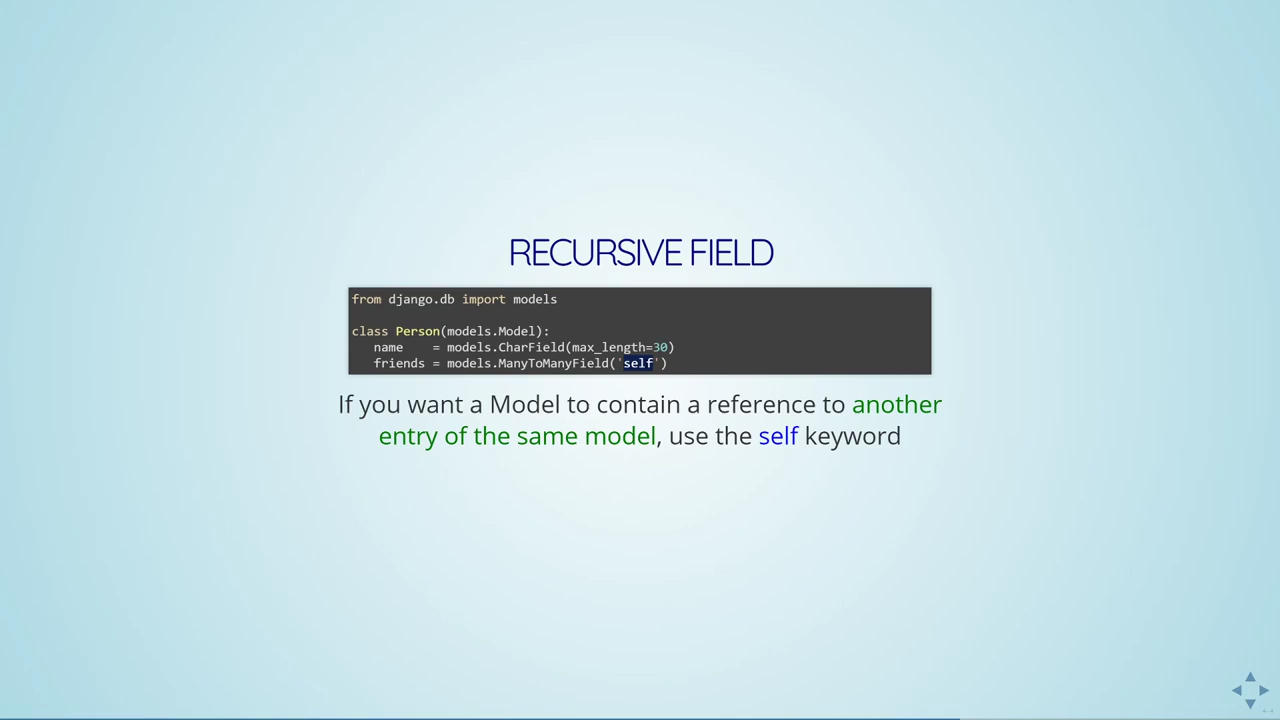 RECURSIVE FIELD
from django.db import models
class Person(models.Model):
name    = models.CharField(max_length=30)
friends = models.ManyToManyField('self')
If you want a Model to contain a reference to another
entry of the same model, use the self keyword